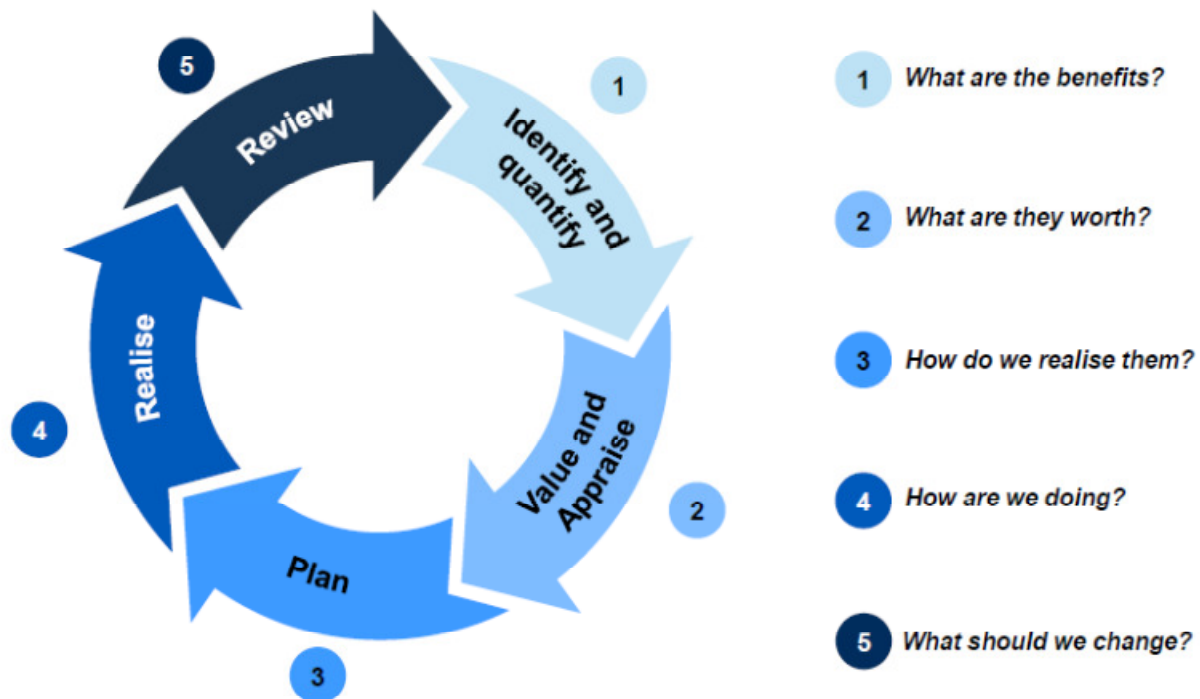 5
Review
1
Identify and
quantify
Value and
Appraise
2
Plan
3
Realise
4
1 What are the benefits?
2 What are they worth?
3 How do we realise them?
4 How are we doing?
5 What should we change?